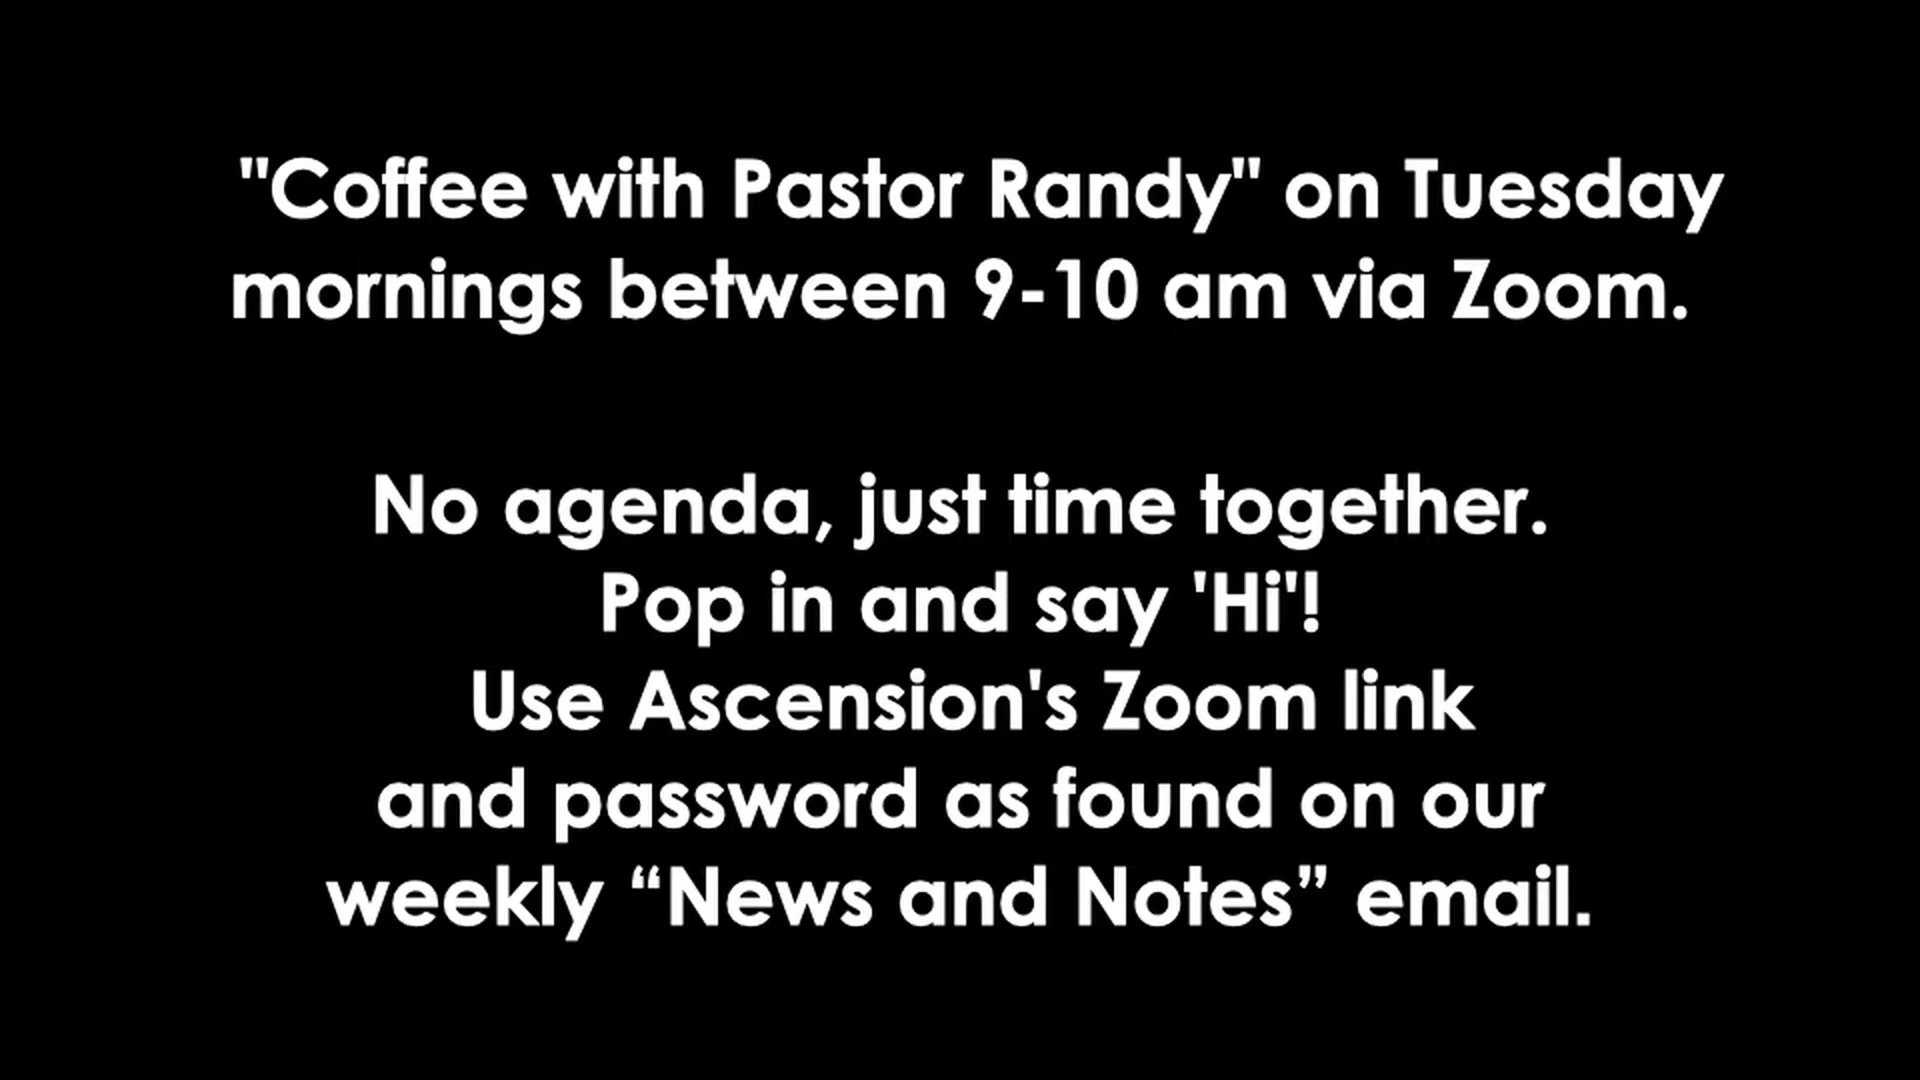 "Coffee with Pastor Randy" on Tuesday
mornings between 9-10 am via Zoom.
No agenda, just time together.
Pop in and say 'Hi'!
Use Ascension's Zoom link
and password as found on our
weekly “News and Notes” email.